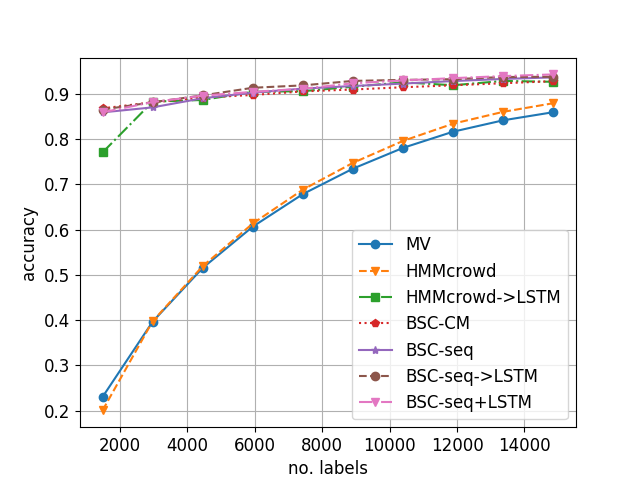 0.9
0.8
0.7
0.6
0.5
0.4
0.3
0.2
accuracy
2000 4000 6000 8000 10000 12000 14000
no. labels
MV
HMMcrowd
HMMcrowd->LSTM
BSC-CM
BSC-seq
BSC-seq->LSTM
BSC-seq+LSTM